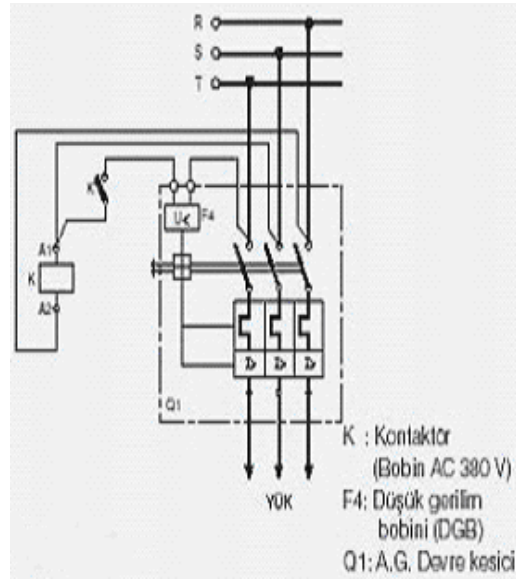 R
S
T
K
U<
F4
A1
K
A2
I>
I>
I>
Q1
YÜK
K : Kontaktör
(Bobin AC 380 V)
F4: Düşük gerilim
bobini (DGB)
Q1: A.G. Devre kesici